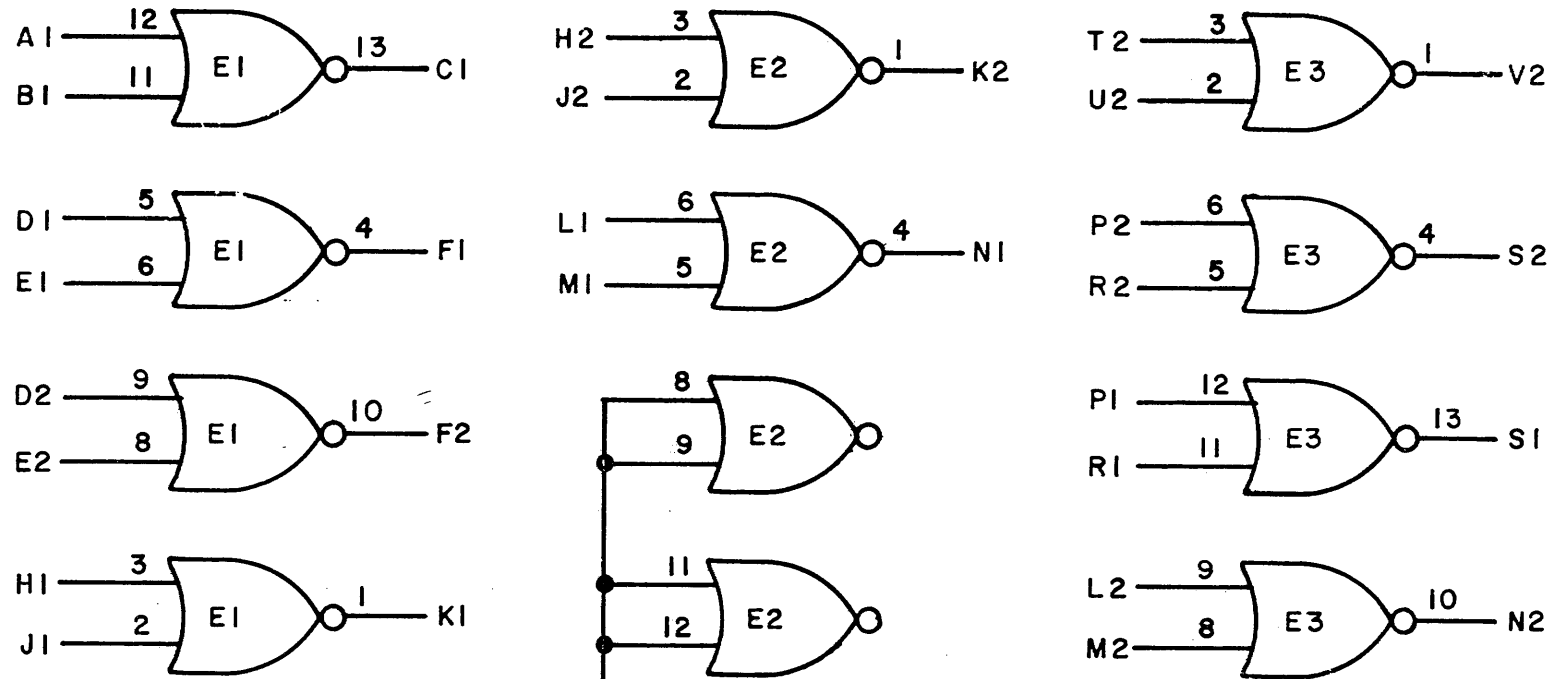 12 3 3
A1 H2 T2
13 1 1
E1 C1 E2 K2 E3 V2
11 2 2
B1 J2 U2
5 6 6
D1 L1 P2
4 4 4
E1 F1 E2 N1 E3 S2
6 5 5
E1 M1 R2
9 8 12
D2 P1
10 13
E1 F2 E2 E3 S1
8 9 11
E2 R1
3 11 9
H1 L2
1 10
E1 K1 E2 E3 N2
2 12 8
J1 M2